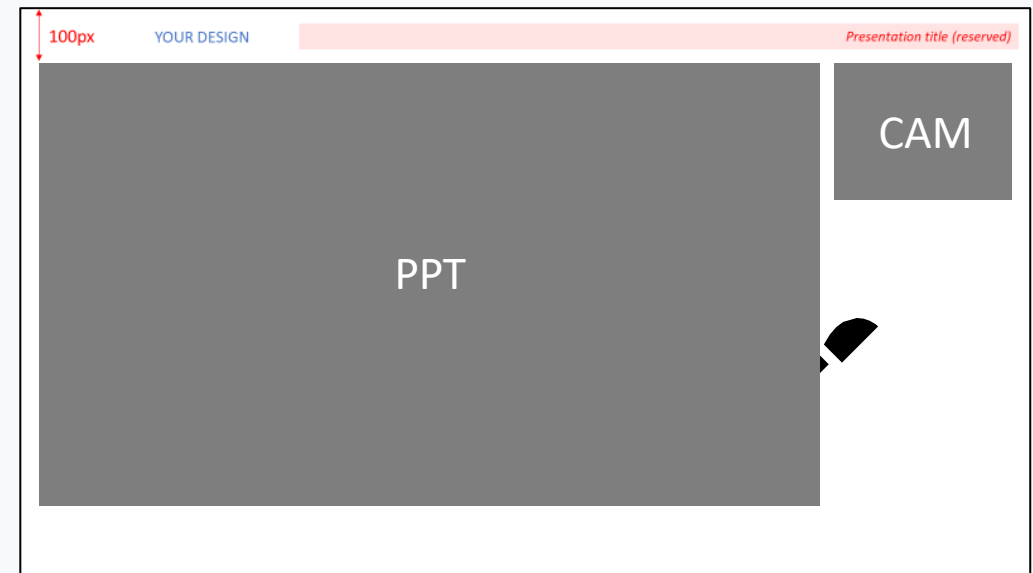 100px
YOUR DESIGN
Presentation title (reserved)
CAM
PPT